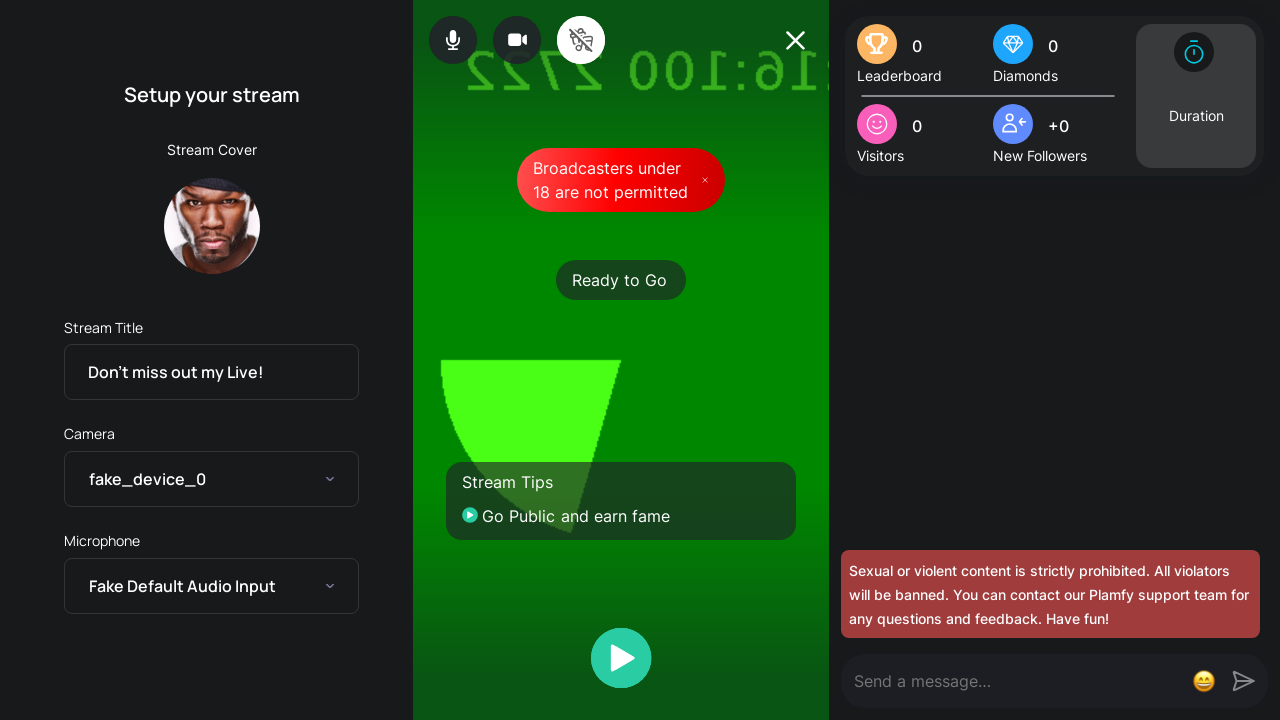 Setup your stream
Stream Cover
Stream Title
Don't miss out my Live!
Camera
fake_device_0
Microphone
Fake Default Audio Input
16:100 2722
Broadcasters under
18 are not permitted
Ready to Go
Stream Tips
Go Public and earn fame
0
Leaderboard
0
Diamonds
0
Visitors
+0
New Followers
Duration
Sexual or violent content is strictly prohibited. All violators
will be banned. You can contact our Plamfy support team for
any questions and feedback. Have fun!
Send a message...